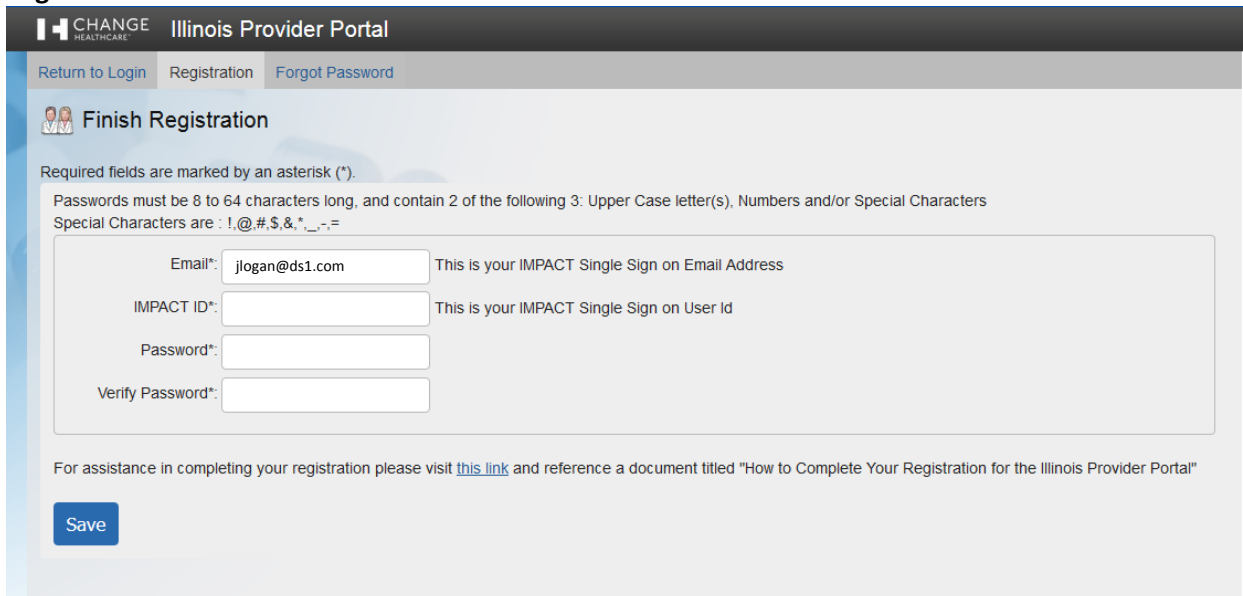 CHANGE
HEALTHCARE
Illinois Provider Portal
Return to Login Registration Forgot Password
Finish Registration
Required fields are marked by an asterisk (*).
Passwords must be 8 to 64 characters long, and contain 2 of the following 3: Upper Case letter(s), Numbers and/or Special Characters
Special Characters are : !,@,#,$,&,*,_,-,=
Email*: jlogan@ds1.com This is your IMPACT Single Sign on Email Address
IMPACT ID*: This is your IMPACT Single Sign on User Id
Password*:
Verify Password*:
For assistance in completing your registration please visit this link and reference a document titled "How to Complete Your Registration for the Illinois Provider Portal"
Save